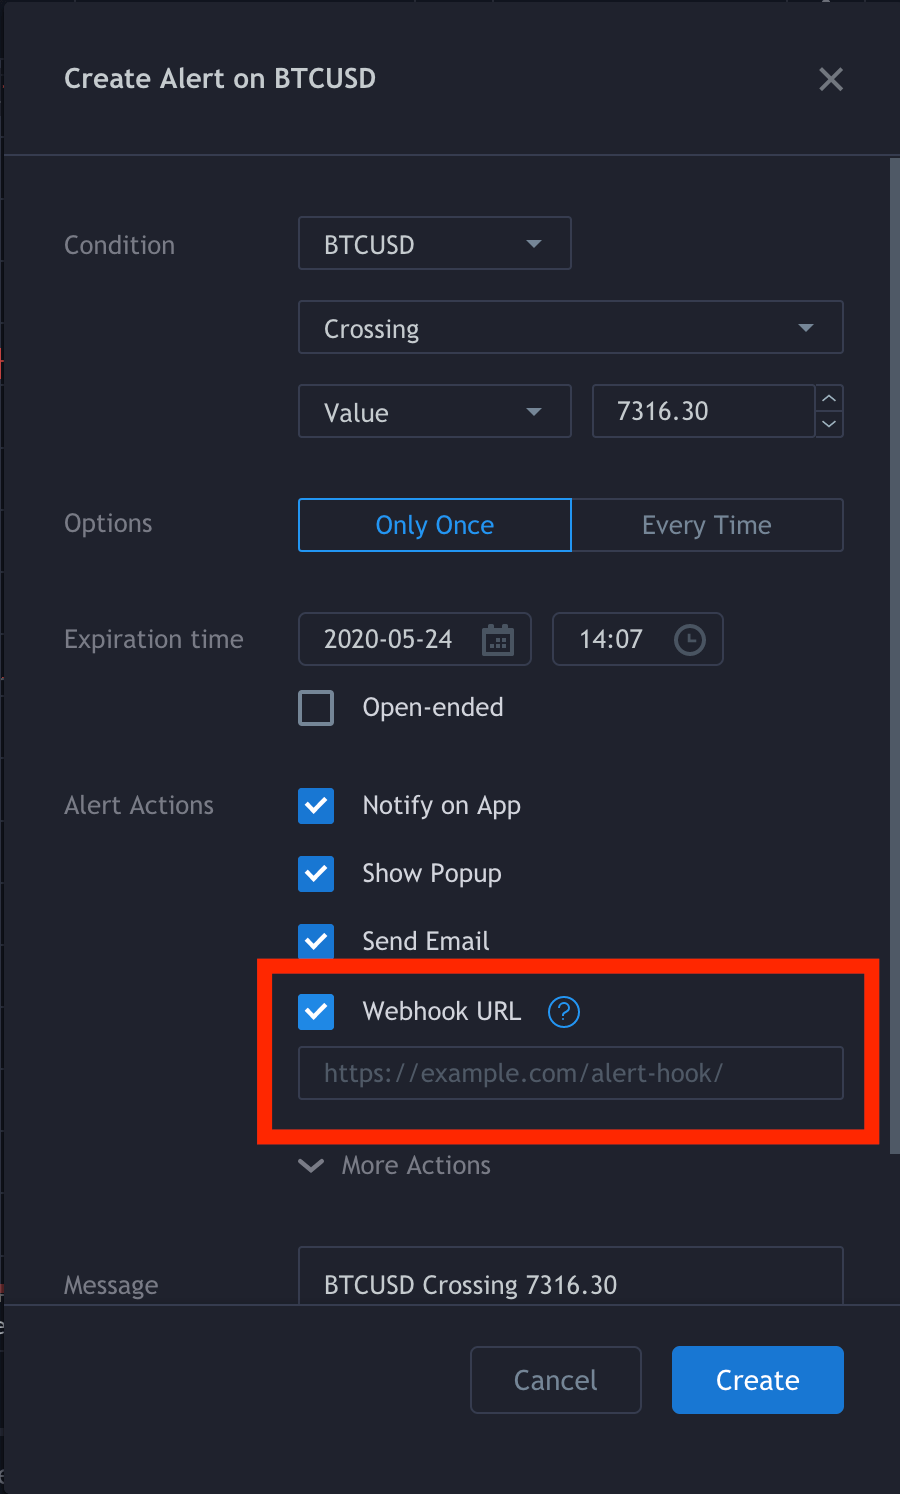 Create Alert on BTCUSD
Condition
BTCUSD
Crossing
Value
7316.30
Options
Only Once
Every Time
Expiration time
2020-05-24
14:07
Open-ended
Alert Actions
Notify on App
Show Popup
Send Email
Webhook URL ?
https://example.com/alert-hook/
More Actions
Message
BTCUSD Crossing 7316.30
Cancel
Create